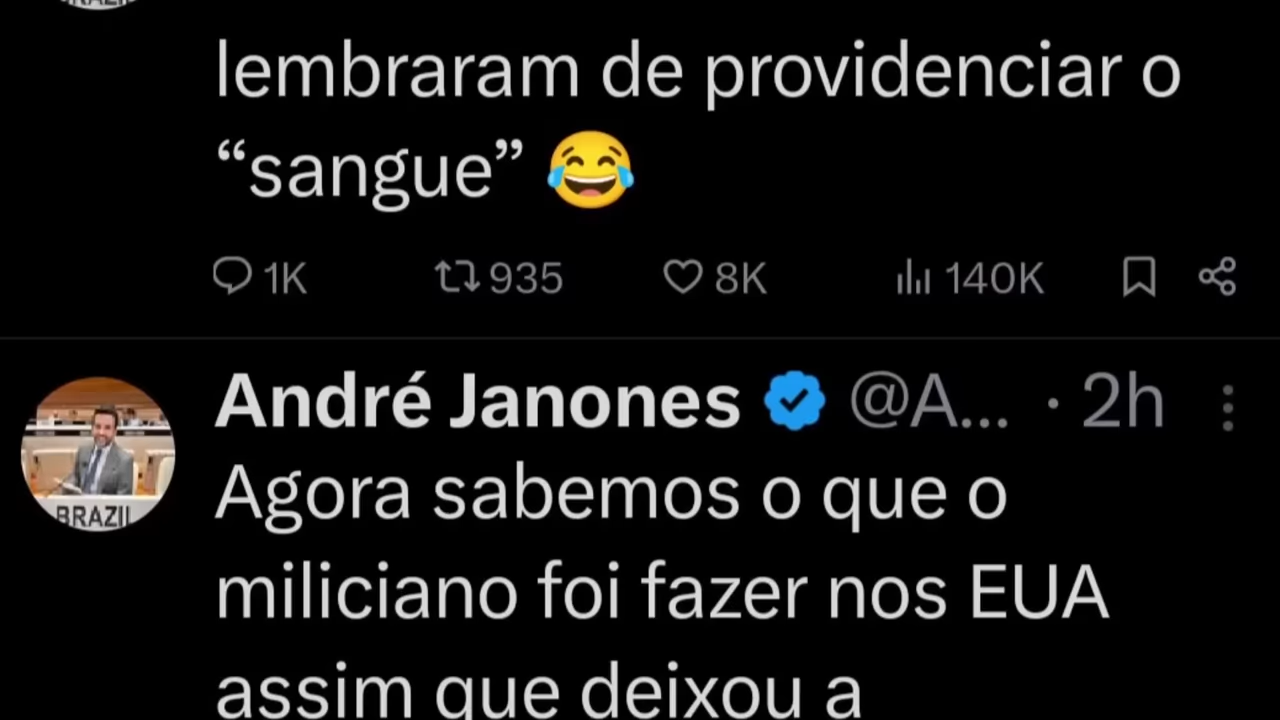 lembraram de providenciar o
“sangue” 😂
1K 935 8K 140K
André Janones @A... · 2h
BRAZIL
Agora sabemos o que o
miliciano foi fazer nos EUA
assim que deixou a